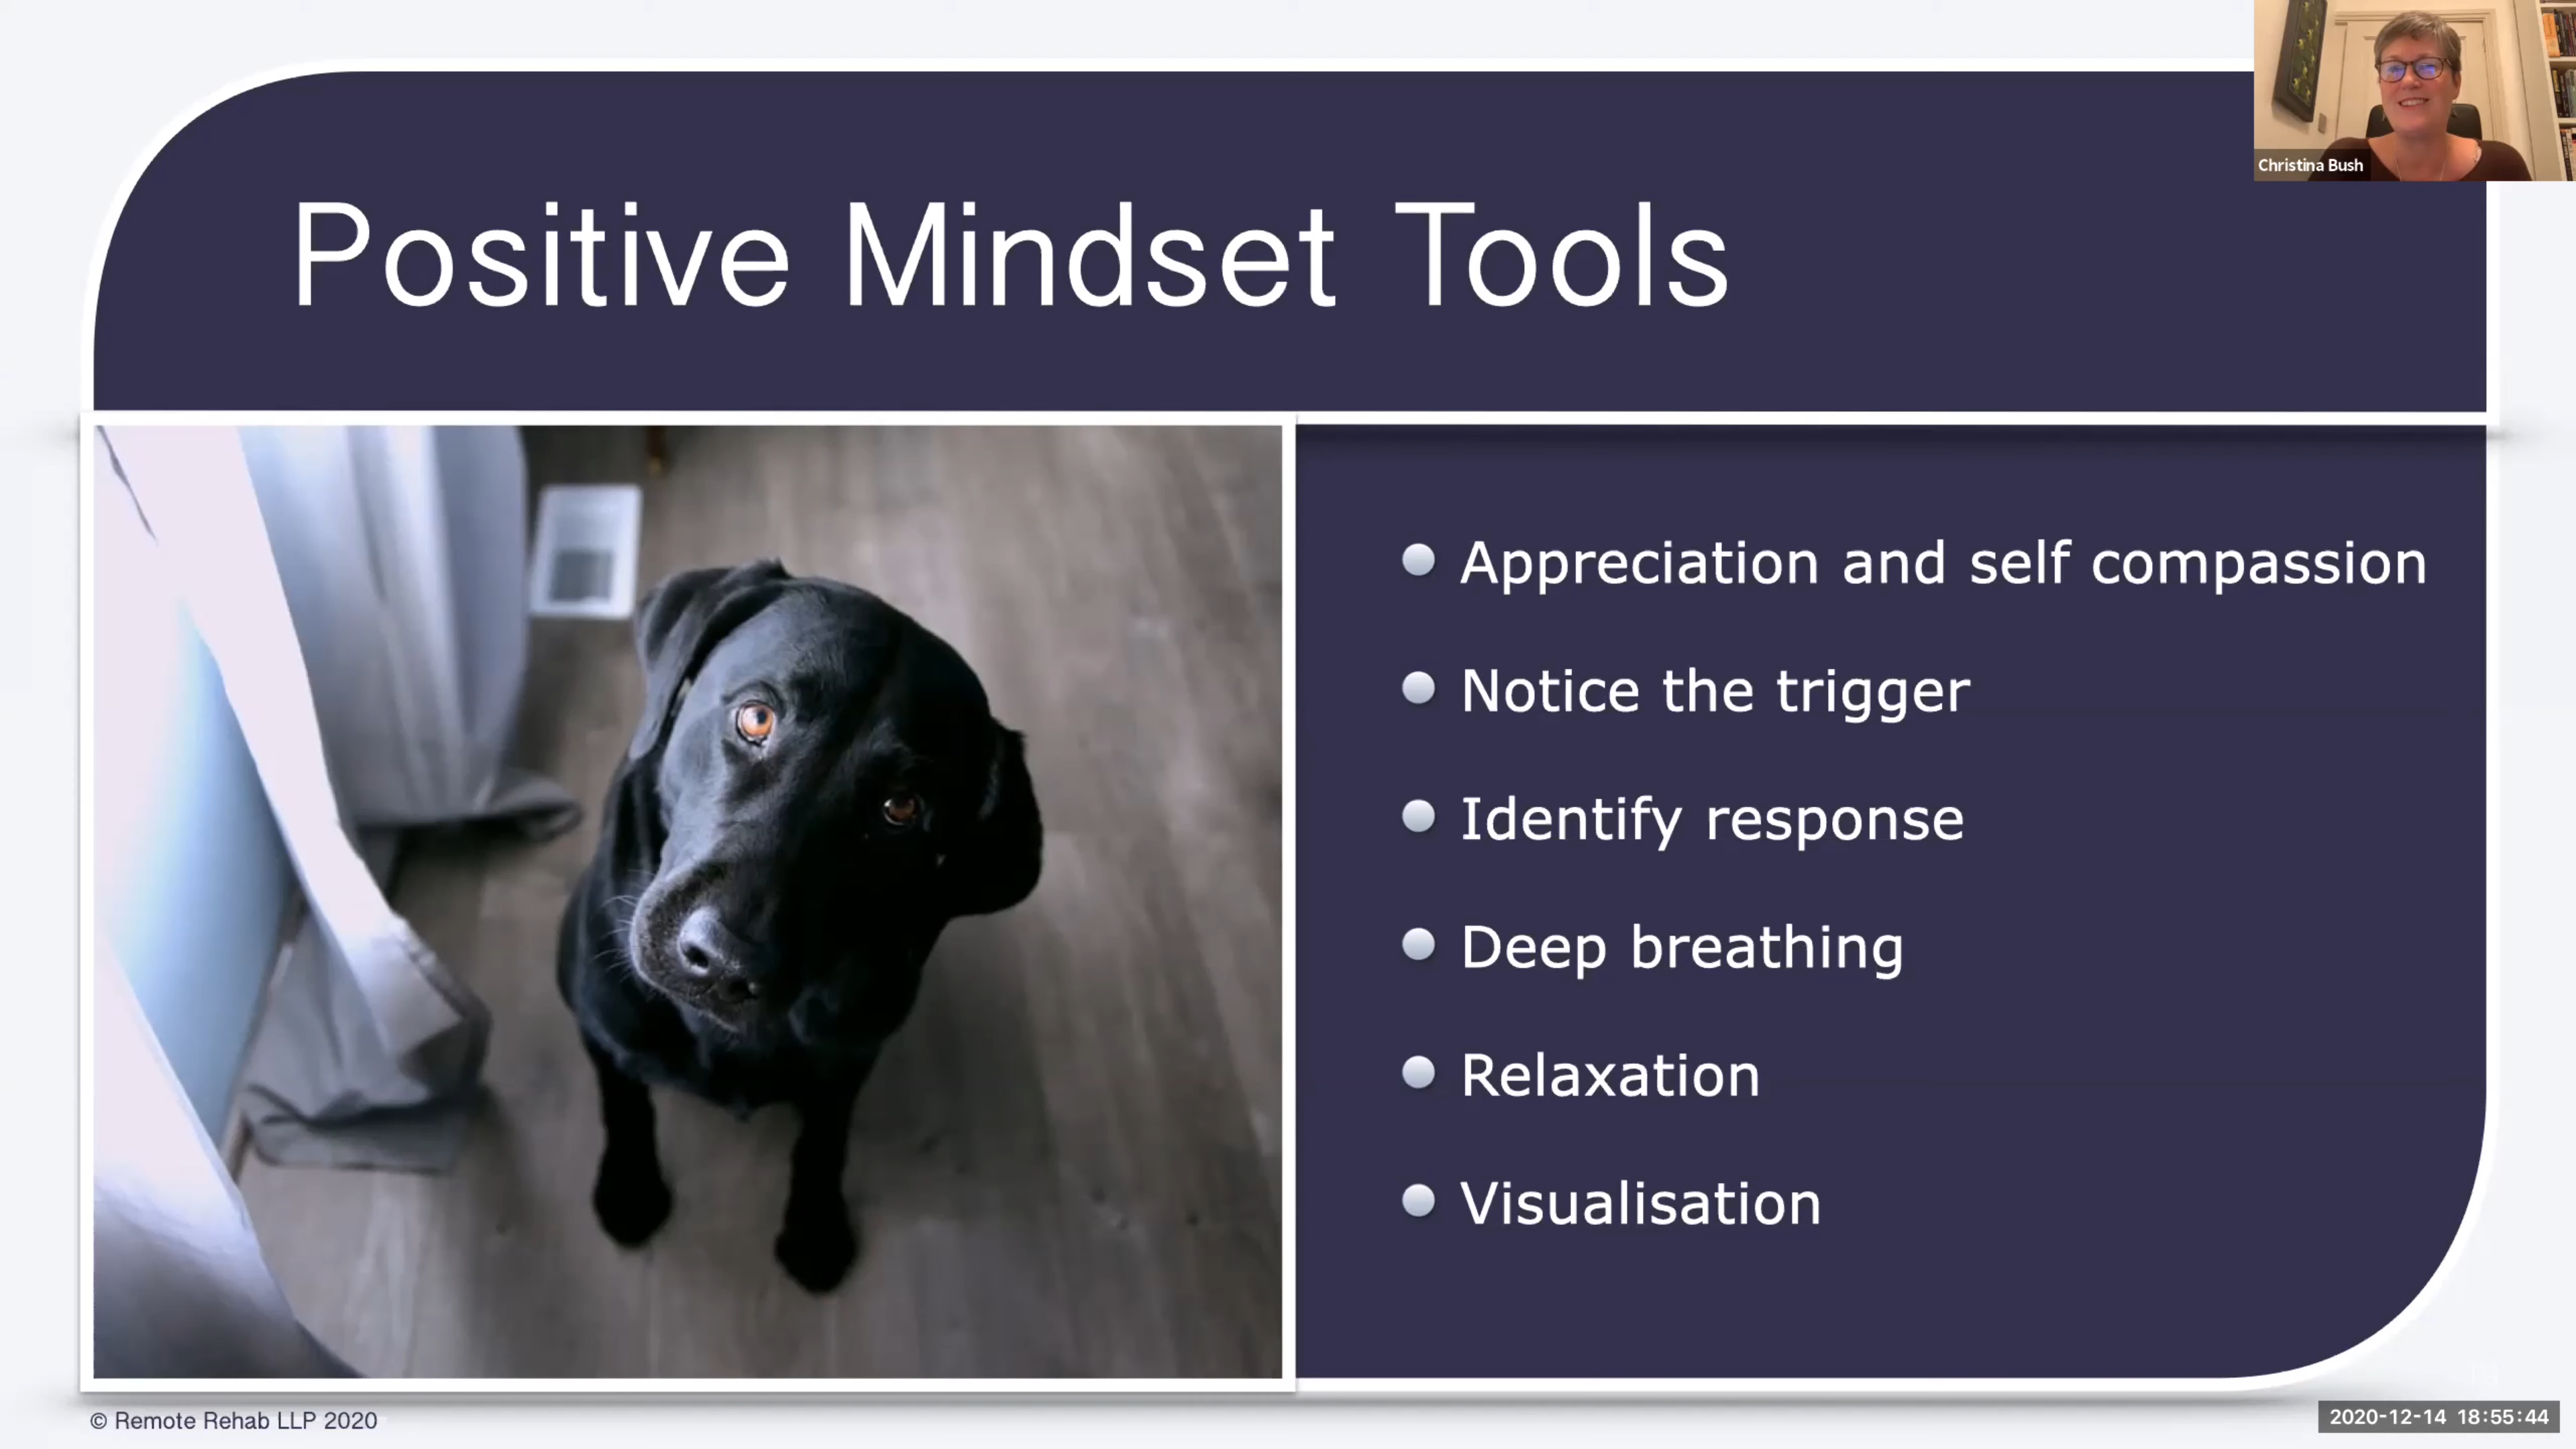 Christina Bush
Positive Mindset Tools
Appreciation and self compassion
Notice the trigger
Identify response
Deep breathing
Relaxation
Visualisation
© Remote Rehab LLP 2020
2020-12-14 18:55:44